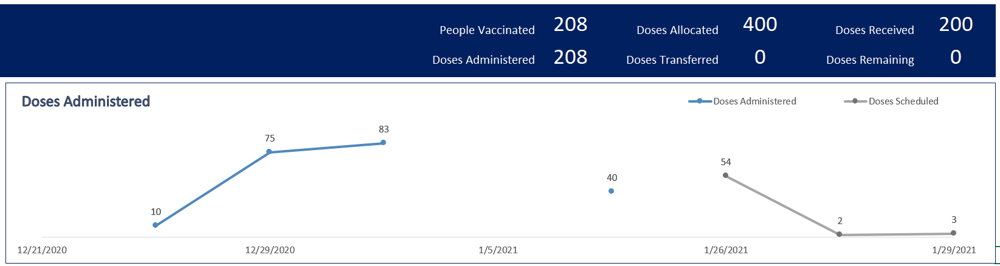 People Vaccinated 208 Doses Allocated 400 Doses Received 200
Doses Administered 208 Doses Transferred 0 Doses Remaining 0
Doses Administered
Doses Administered Doses Scheduled
83
75
54
40
10
2
3
12/21/2020 12/29/2020 1/5/2021 1/26/2021 1/29/2021